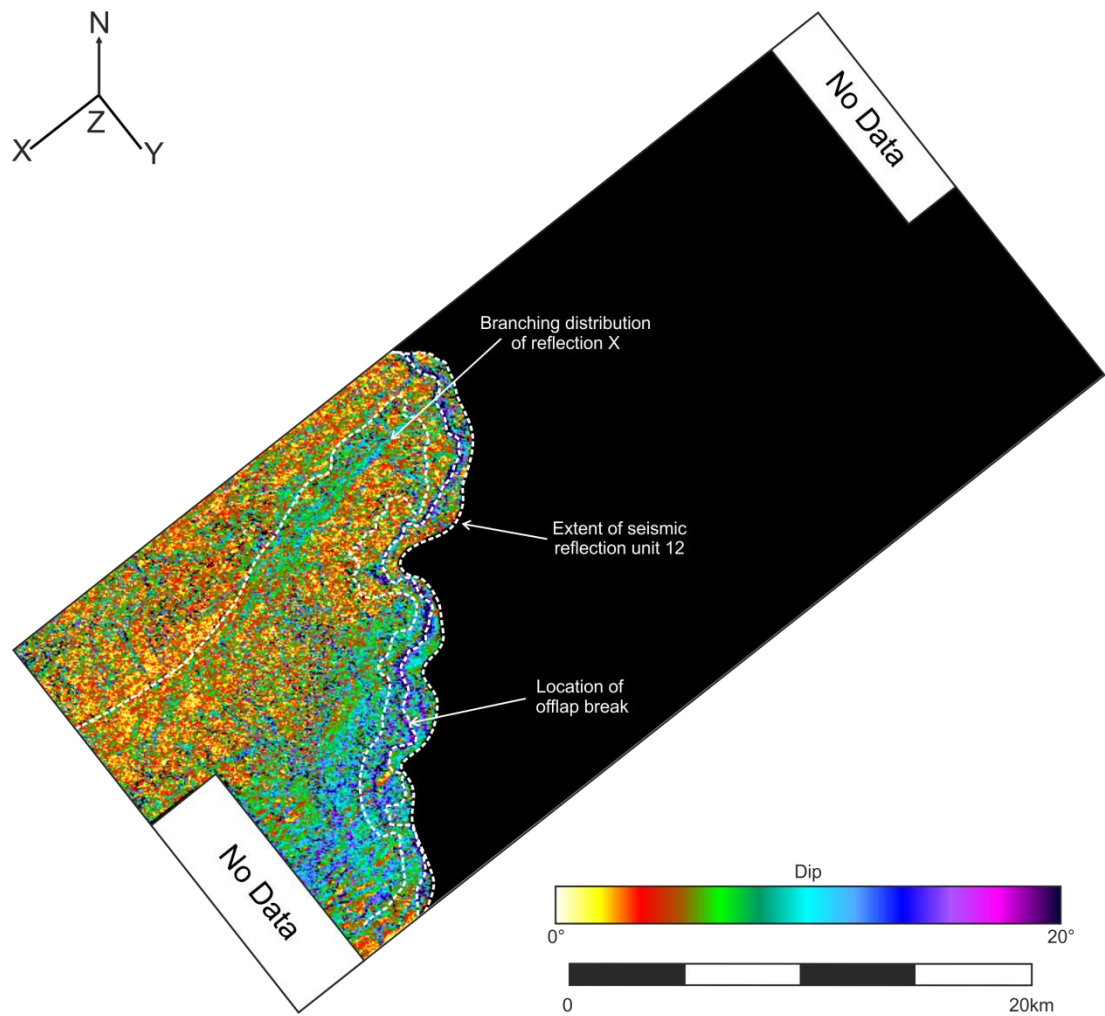 N
Z
X
Y
No Data
Branching distribution
of reflection X
Extent of seismic
reflection unit 12
Location of
offlap break
No Data
Dip
0°
20°
0
20km